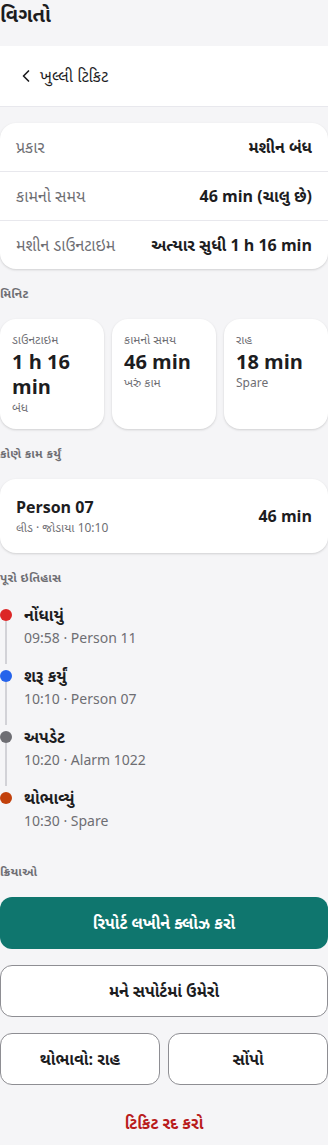 વિગતો
ખુલ્લી ટિકિટ
પ્રકાર મશીન બંધ
કામનો સમય 46 min (ચાલુ છે)
મશીન ડાઉનટાઇમ અત્યાર સુધી 1 h 16 min
મિનિટ
ડાઉનટાઇમ
1 h 16
min
બંધ
કામનો સમય
46 min
ખરું કામ
રાહ
18 min
Spare
કોણે કામ કર્યું
Person 07
લીડ · જોડાયા 10:10
46 min
પૂરો ઇતિહાસ
નોંધાયું
09:58 · Person 11
શરૂ કર્યું
10:10 · Person 07
અપડેટ
10:20 · Alarm 1022
થોભાવ્યું
10:30 · Spare
ક્રિયાઓ
રિપોર્ટ લખીને ક્લોઝ કરો
મને સપોર્ટમાં ઉમેરો
થોભાવો: રાહ
સોંપો
ટિકિટ રદ કરો